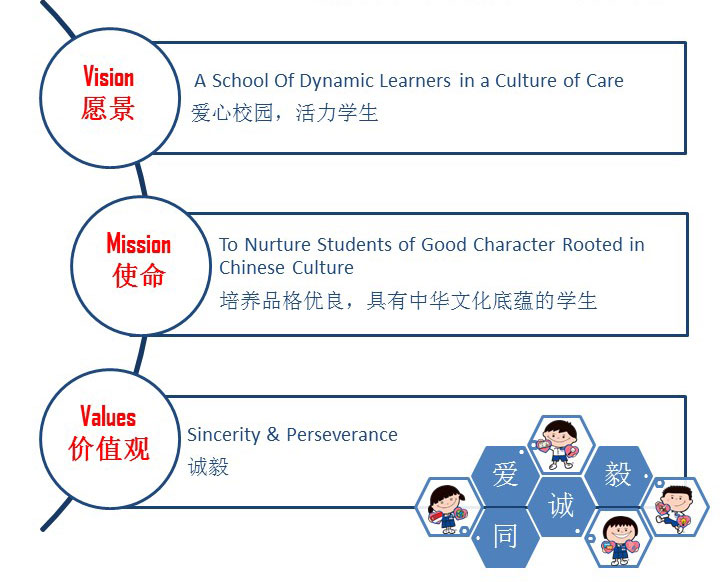 Vision
愿景
A School Of Dynamic Learners in a Culture of Care
爱心校园，活力学生
Mission
使命
To Nurture Students of Good Character Rooted in
Chinese Culture
培养品格优良，具有中华文化底蕴的学生
Values
价值观
Sincerity & Perseverance
诚毅
爱
毅
诚
同